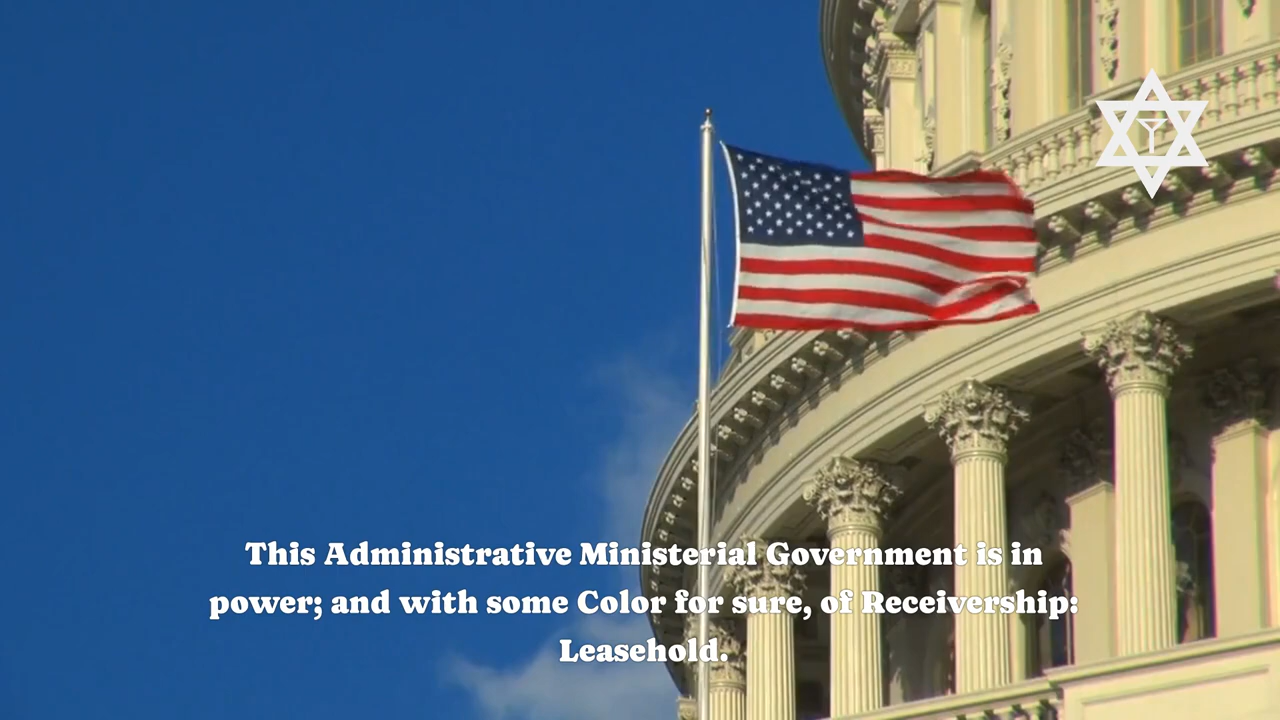 This Administrative Ministerial Government is in
power; and with some Color for sure, of Receivership:
Leasehold.